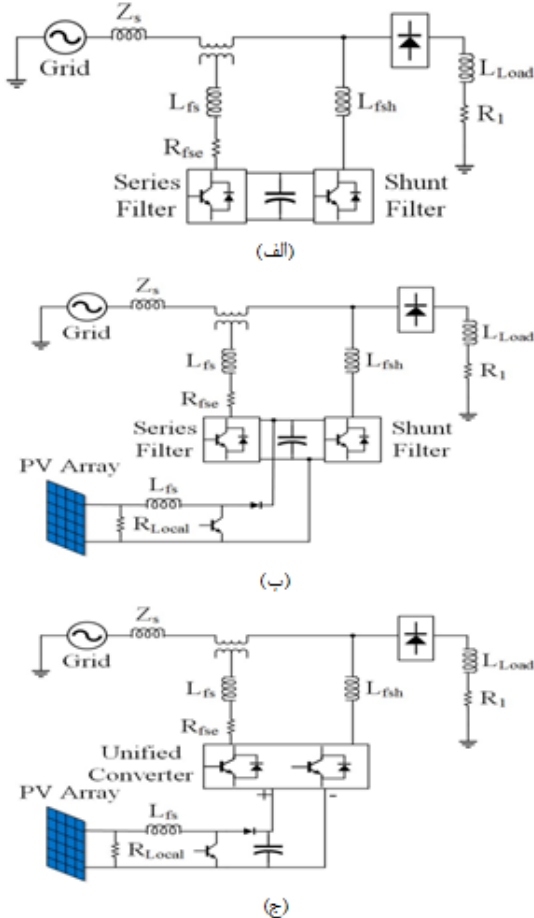 Zs
Grid
Lfs
Lfsh
LLoad
R1
Rfse
Series
Filter
Shunt
Filter
(الف)
Zs
Grid
Lfs
Lfsh
LLoad
R1
Rfse
Series
Filter
Shunt
Filter
PV Array
Lfs
RLocal
(ب)
Zs
Grid
Lfs
Lfsh
LLoad
R1
Rfse
Unified
Converter
PV Array
Lfs
+
-
RLocal
(ج)